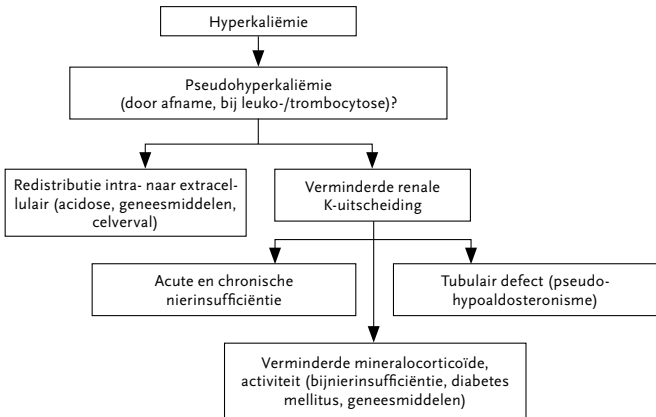 Hyperkaliëmie
Pseudohyperkaliëmie
(door afname, bij leuko-/trombocytose)?
Redistributie intra- naar extracel-
lulair (acidose, geneesmiddelen,
celverval)
Verminderde renale
K-uitscheiding
Acute en chronische
nierinsufficiëntie
Tubulair defect (pseudo-
hypoaldosteronisme)
Verminderde mineralocorticoïde,
activiteit (bijnierinsufficiëntie, diabetes
mellitus, geneesmiddelen)